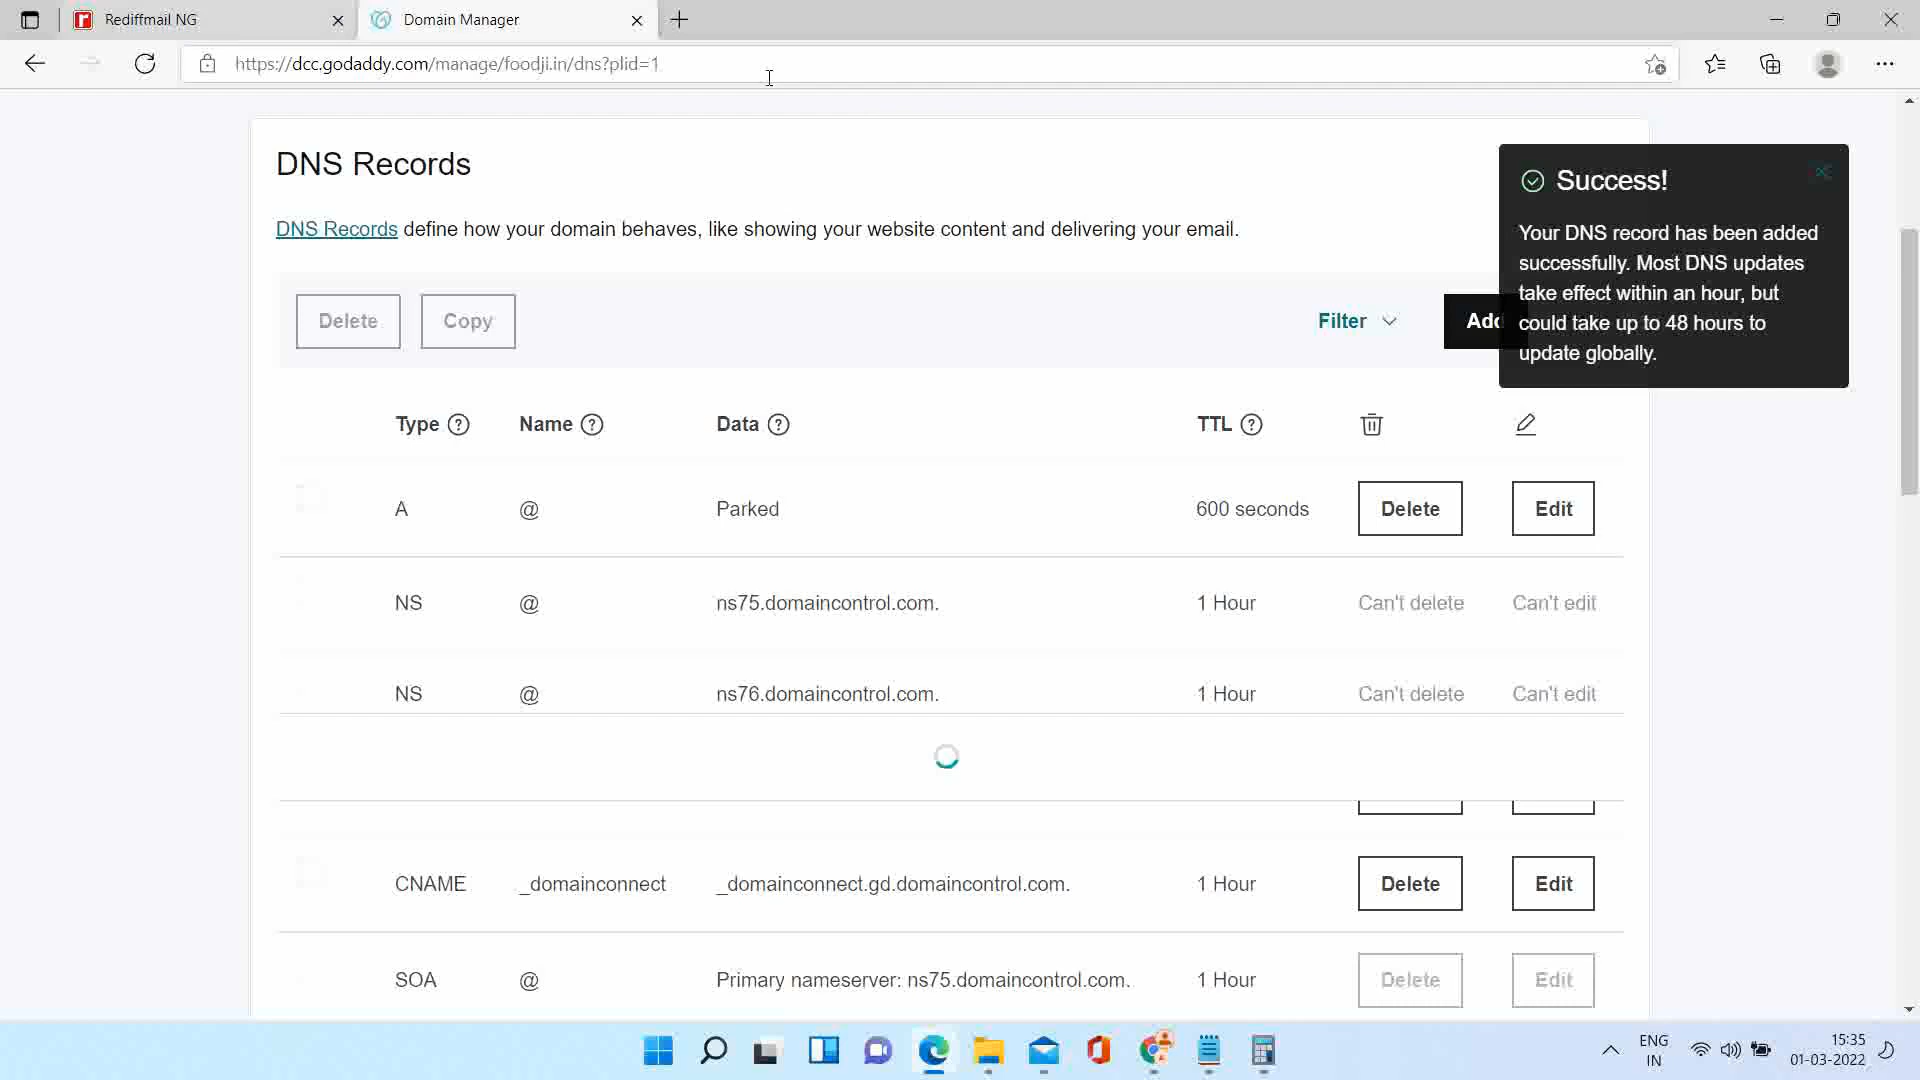 Rediffmail NG
Domain Manager
https://dcc.godaddy.com/manage/foodji.in/dns?plid=1
DNS Records
DNS Records define how your domain behaves, like showing your website content and delivering your email.
Success!
Your DNS record has been added
successfully. Most DNS updates
take effect within an hour, but
could take up to 48 hours to
update globally.
Delete Copy Filter Add
Type Name Data TTL
A @ Parked 600 seconds Delete Edit
NS @ ns75.domaincontrol.com. 1 Hour Can't delete Can't edit
NS @ ns76.domaincontrol.com. 1 Hour Can't delete Can't edit
CNAME _domainconnect _domainconnect.gd.domaincontrol.com. 1 Hour Delete Edit
SOA @ Primary nameserver: ns75.domaincontrol.com. 1 Hour Delete Edit
ENG
IN
15:35
01-03-2022